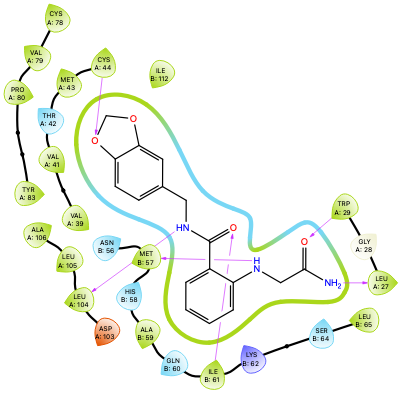 CYS
A: 78
VAL
A: 79
PRO
A: 80
TYR
A: 83
CYS
A: 44
MET
A: 43
THR
A: 42
VAL
A: 41
VAL
A: 39
ILE
B: 112
O
O
ALA
A: 106
LEU
A: 105
LEU
A: 104
ASP
A: 103
ASN
B: 56
MET
B: 57
HIS
B: 58
ALA
B: 59
GLN
B: 60
ILE
B: 61
LYS
B: 62
SER
B: 64
LEU
B: 65
NH
O
H
N
O
NH2
TRP
A: 29
GLY
A: 28
LEU
A: 27